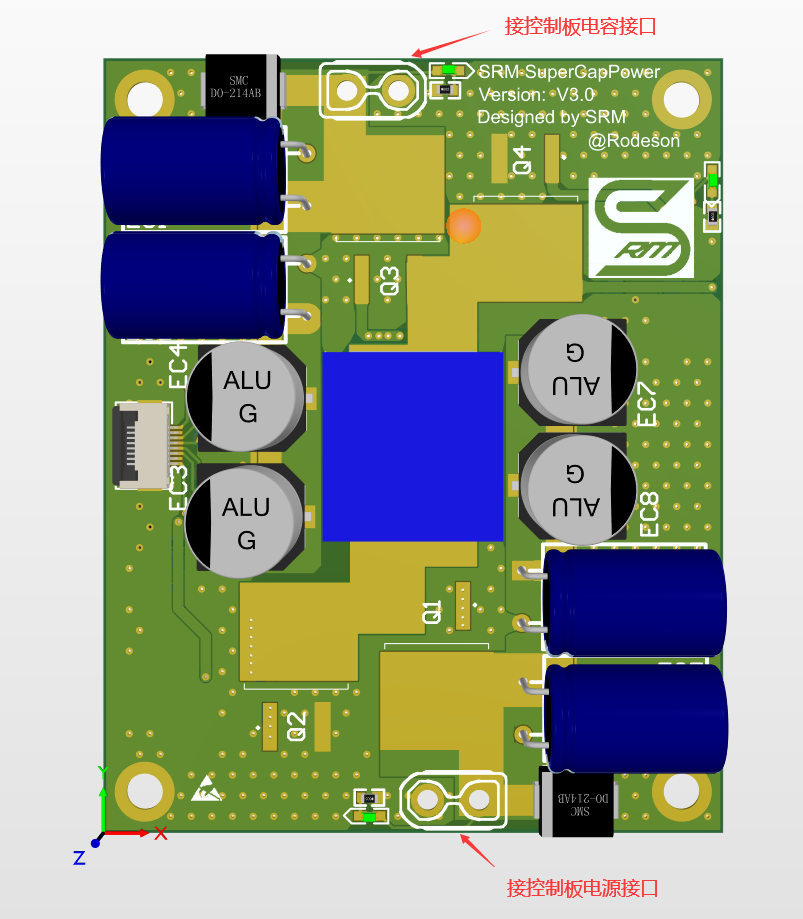 接控制板电容接口
SMC
DO-214AB
SRM-SuperCapPower
Version: V3.0
Designed by SRM
@Rodeson
Q4
SRM
Q3
EC4
ALU
G
ALU
G
EC7
EC3
ALU
G
ALU
G
EC8
Q1
Q2
SMC
DO-214AB
Y
X
Z
接控制板电源接口